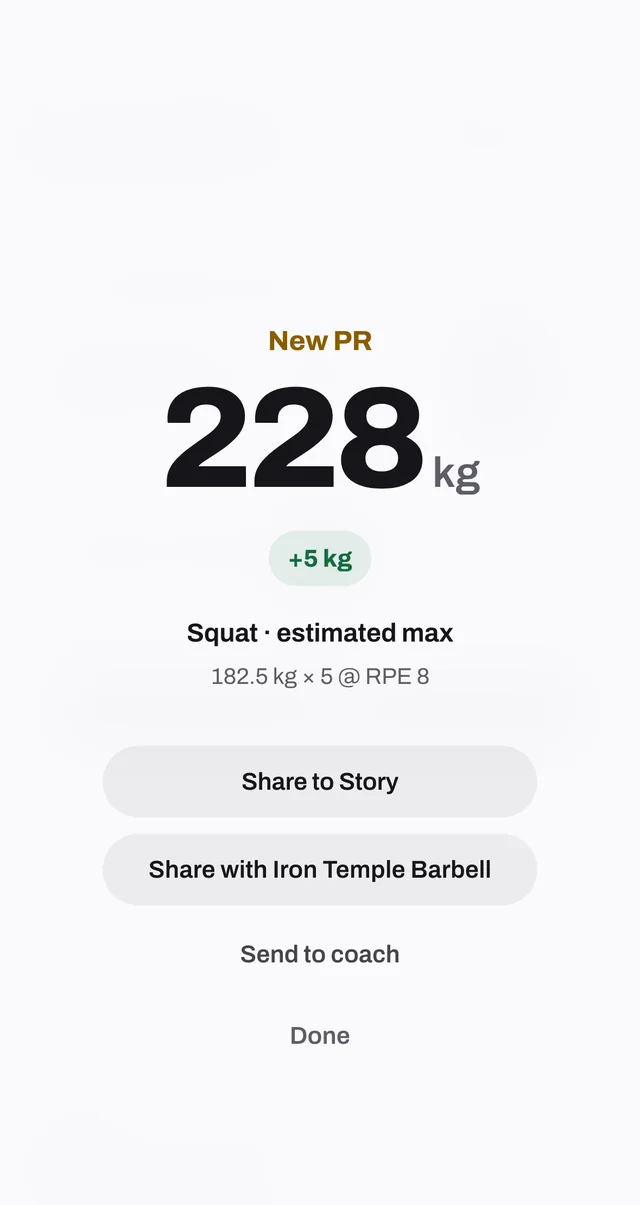 New PR
228 kg
+5 kg
Squat · estimated max
182.5 kg × 5 @ RPE 8
Share to Story
Share with Iron Temple Barbell
Send to coach
Done